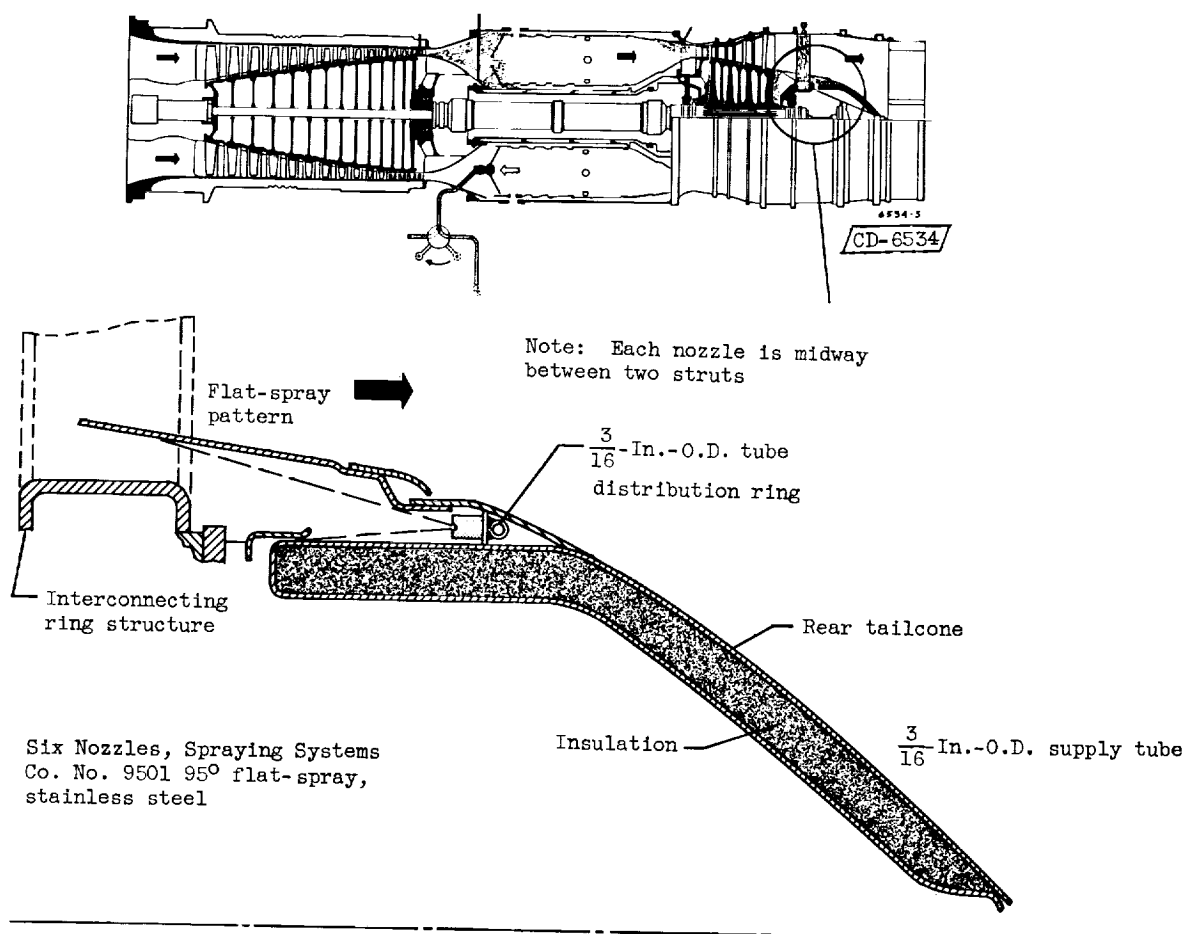 6534-5
CD-6534
Note: Each nozzle is midway
between two struts
Flat-spray
pattern
3/16-In.-O.D. tube
distribution ring
Interconnecting
ring structure
Rear tailcone
Six Nozzles, Spraying Systems
Co. No. 9501 95° flat-spray,
stainless steel
Insulation
3/16-In.-O.D. supply tube